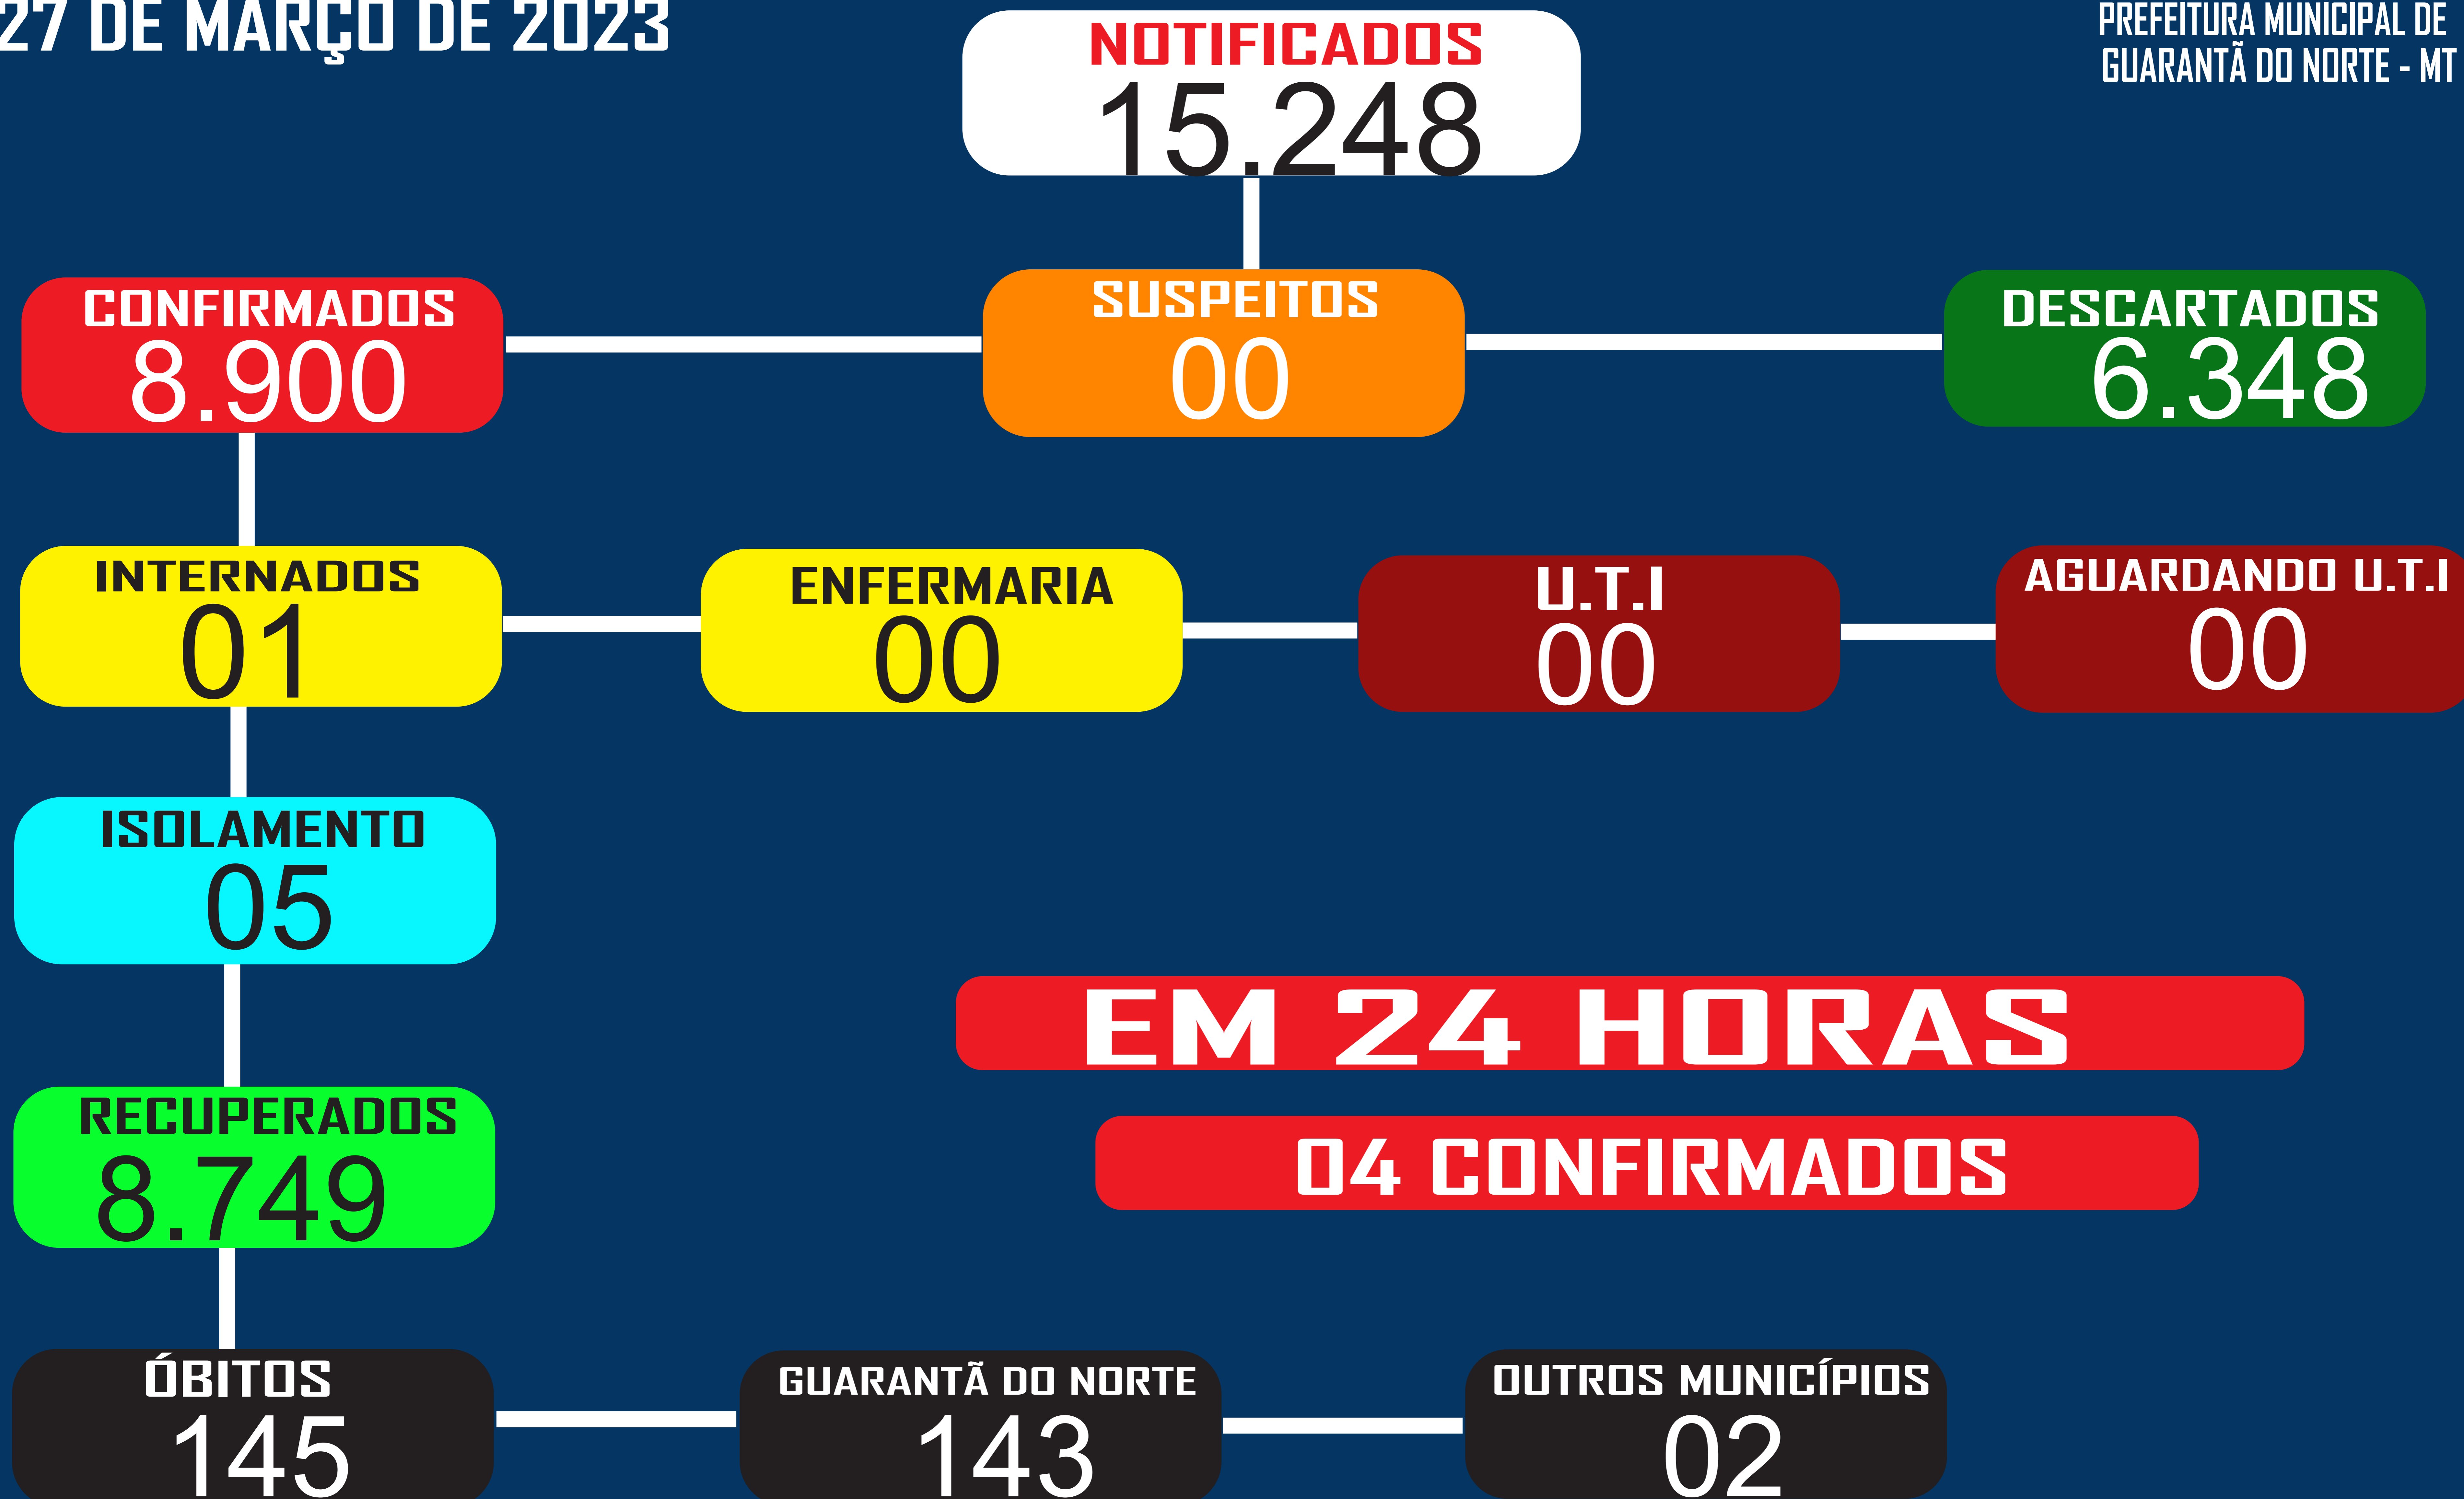 27 DE MARÇO DE 2023
PREFEITURA MUNICIPAL DE
GUARANTÃ DO NORTE - MT
NOTIFICADOS
15.248
CONFIRMADOS
8.900
SUSPEITOS
00
DESCARTADOS
6.348
INTERNADOS
01
ENFERMARIA
00
U.T.I
00
AGUARDANDO U.T.I
00
ISOLAMENTO
05
EM 24 HORAS
04 CONFIRMADOS
RECUPERADOS
8.749
ÓBITOS
145
GUARANTÃ DO NORTE
143
OUTROS MUNICÍPIOS
02